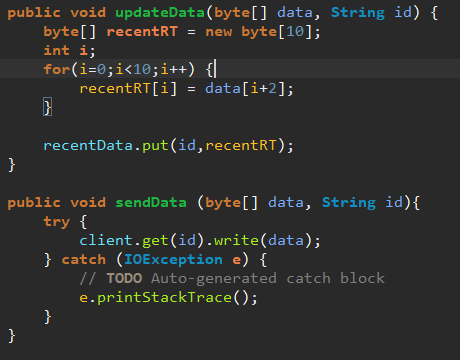 public void updateData(byte[] data, String id) {
    byte[] recentRT = new byte[10];
    int i;
    for(i=0;i<10;i++) {
        recentRT[i] = data[i+2];
    }

    recentData.put(id,recentRT);
}

public void sendData (byte[] data, String id){
    try {
        client.get(id).write(data);
    } catch (IOException e) {
        // TODO Auto-generated catch block
        e.printStackTrace();
    }
}